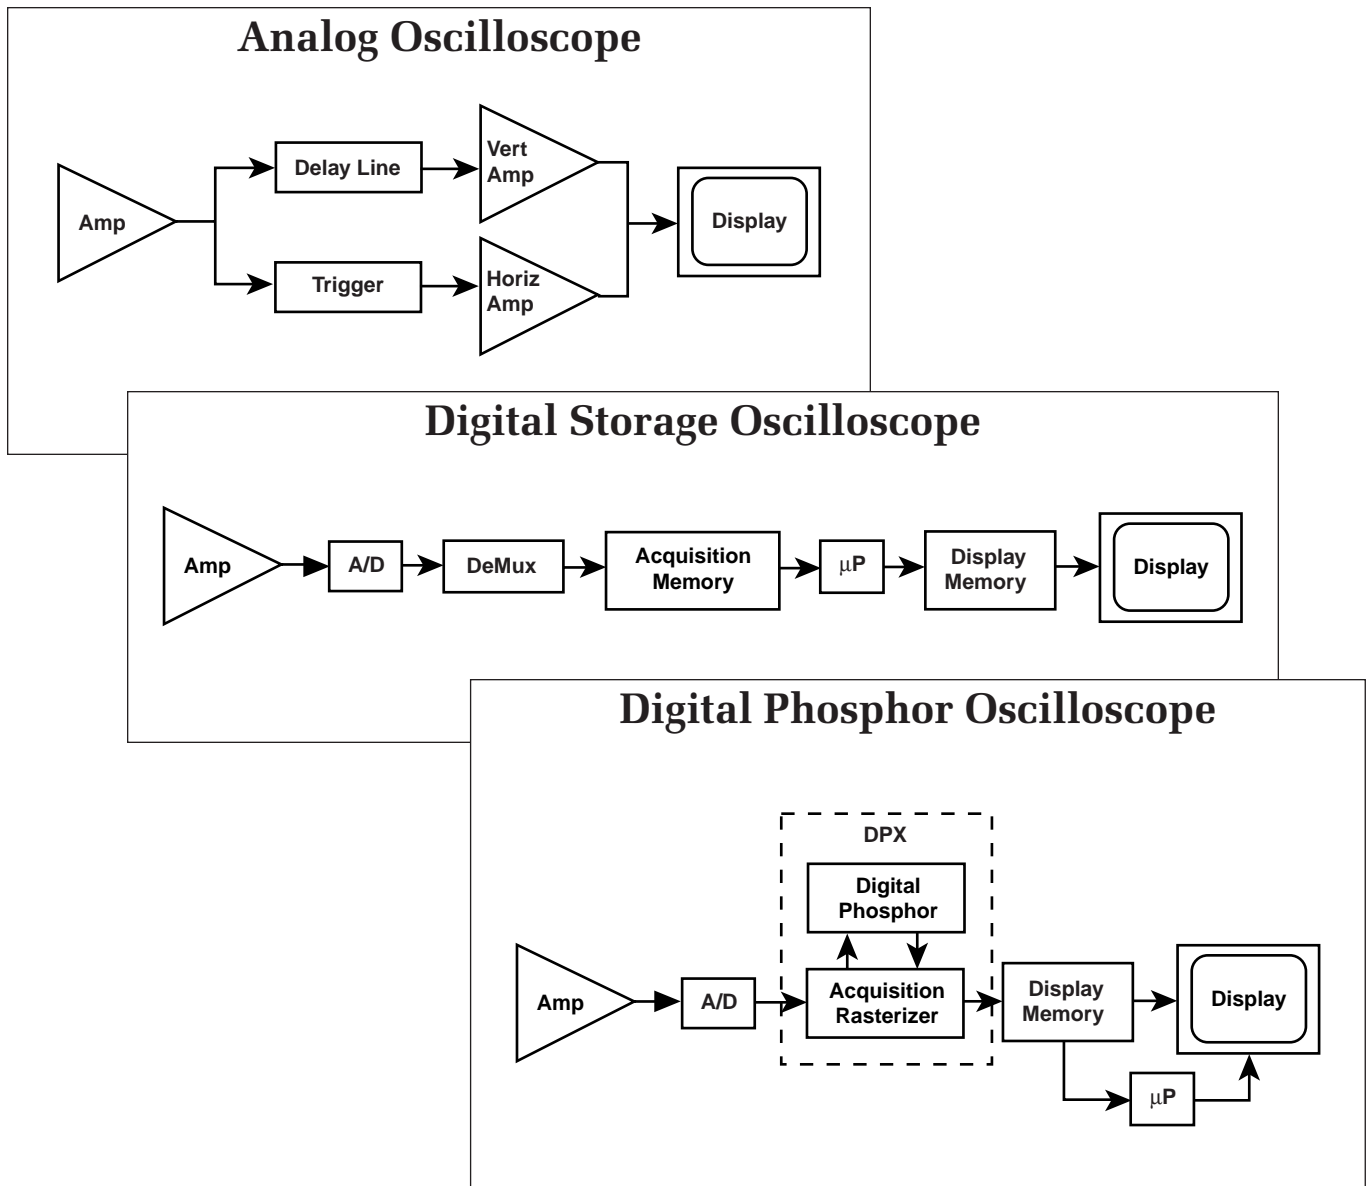 Analog Oscilloscope
Amp
Delay Line
Vert
Amp
Trigger
Horiz
Amp
Display
Digital Storage Oscilloscope
Amp
A/D
DeMux
Acquisition
Memory
μP
Display
Memory
Display
Digital Phosphor Oscilloscope
DPX
Digital
Phosphor
Amp
A/D
Acquisition
Rasterizer
Display
Memory
Display
μP